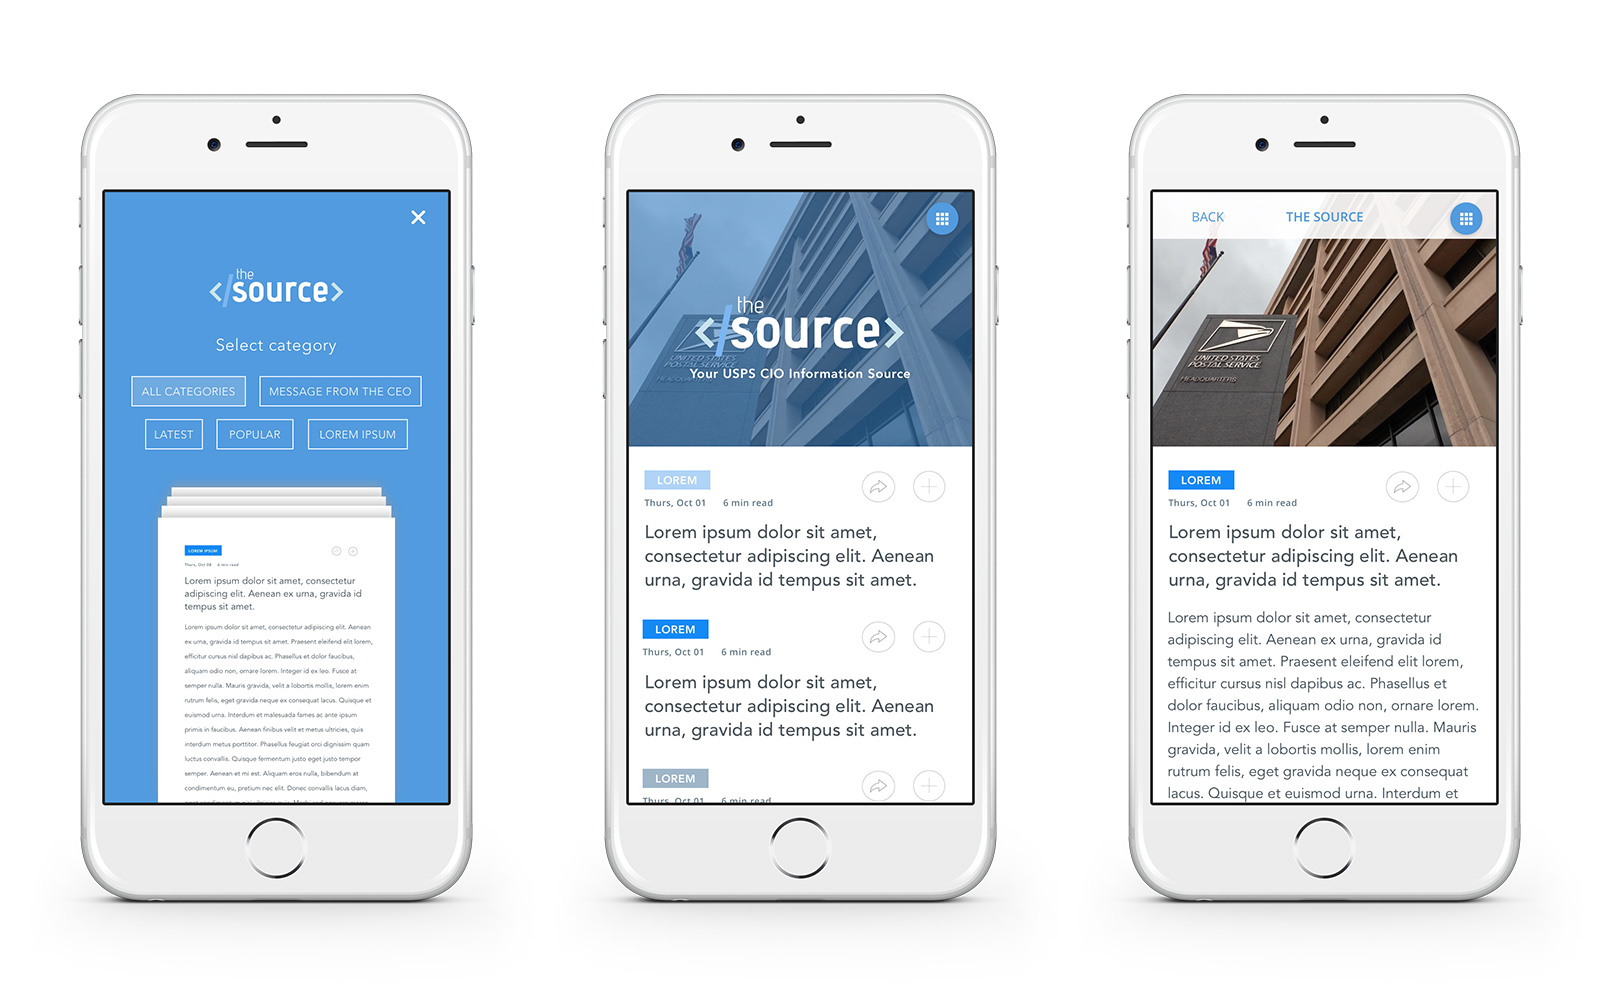 the
</source>
Select category
ALL CATEGORIES
MESSAGE FROM THE CEO
LATEST
POPULAR
LOREM IPSUM
LOREM IPSUM
Thurs, Oct 08 6 min read
Lorem ipsum dolor sit amet, consectetur
adipiscing elit. Aenean ex urna, gravida id
tempus sit amet.
Lorem ipsum dolor sit amet, consectetur adipiscing elit. Aenean
ex urna, gravida id tempus sit amet. Praesent eleifend elit lorem,
efficitur cursus nisl dapibus ac. Phasellus et dolor faucibus,
aliquam odio non, ornare lorem. Integer id ex leo. Fusce at
semper nulla. Mauris gravida, velit a lobortis mollis, lorem enim
rutrum felis, eget gravida neque ex consequat lacus. Quisque et
euismod urna. Interdum et malesuada fames ac ante ipsum
primis in faucibus. Aenean finibus velit et metus ultricies, quis
interdum metus porttitor. Phasellus feugiat orci dignissim quam
luctus convallis. Quisque fermentum justo eget justo tempor
semper. Aenean et mi est. Aliquam eros nulla, bibendum at
condimentum eu, pretium nec elit. Donec convallis lacus diam,
the
</source>
UNITED STATES
POSTAL SERVICE
HEADQUARTERS
Your USPS CIO Information Source
LOREM
Thurs, Oct 01 6 min read
Lorem ipsum dolor sit amet,
consectetur adipiscing elit. Aenean
urna, gravida id tempus sit amet.
LOREM
Thurs, Oct 01 6 min read
Lorem ipsum dolor sit amet,
consectetur adipiscing elit. Aenean
urna, gravida id tempus sit amet.
LOREM
Thurs, Oct 01 6 min read
BACK
THE SOURCE
UNITED STATES
POSTAL SERVICE
HEADQUARTERS
LOREM
Thurs, Oct 01 6 min read
Lorem ipsum dolor sit amet,
consectetur adipiscing elit. Aenean
urna, gravida id tempus sit amet.
Lorem ipsum dolor sit amet, consectetur
adipiscing elit. Aenean ex urna, gravida id
tempus sit amet. Praesent eleifend elit lorem,
efficitur cursus nisl dapibus ac. Phasellus et
dolor faucibus, aliquam odio non, ornare lorem.
Integer id ex leo. Fusce at semper nulla. Mauris
gravida, velit a lobortis mollis, lorem enim
rutrum felis, eget gravida neque ex consequat
lacus. Quisque et euismod urna. Interdum et